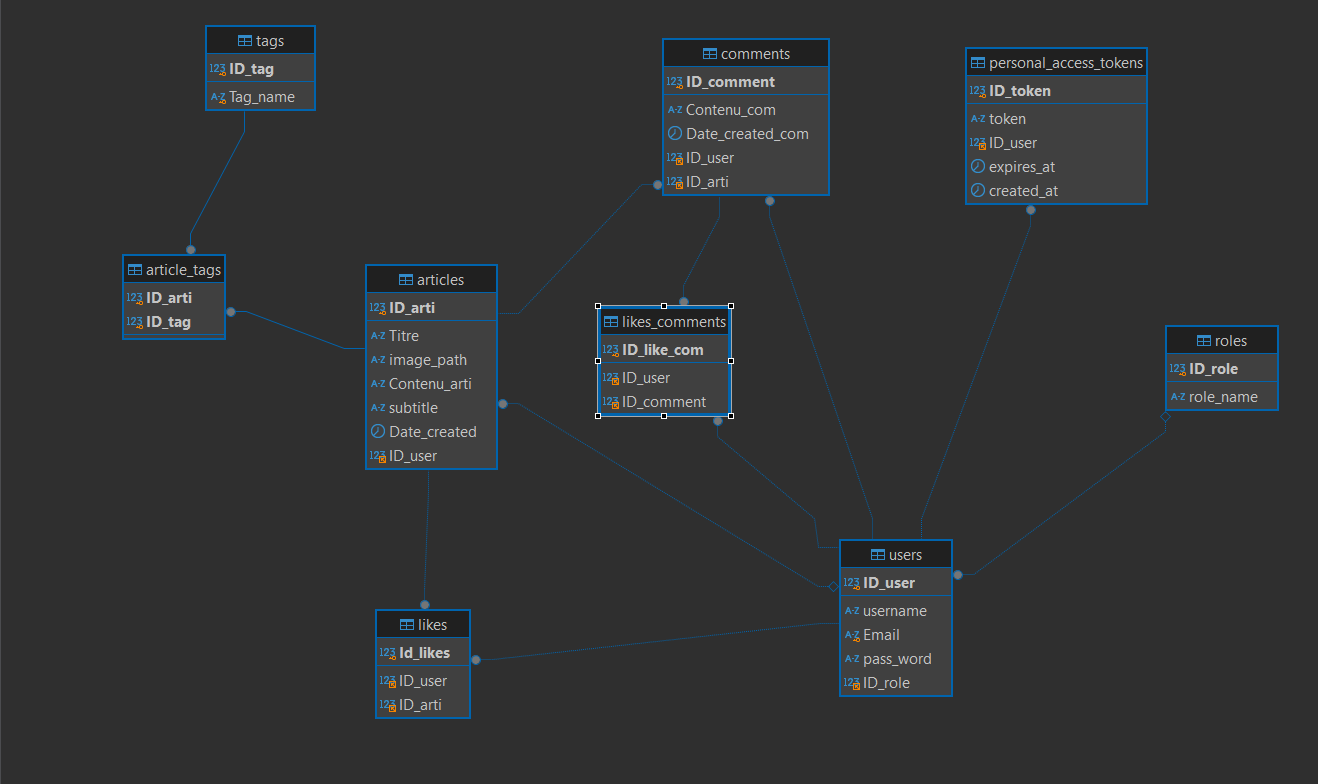 tags
ID_tag
Tag_name
comments
ID_comment
Contenu_com
Date_created_com
ID_user
ID_arti
personal_access_tokens
ID_token
token
ID_user
expires_at
created_at
article_tags
ID_arti
ID_tag
articles
ID_arti
Titre
image_path
Contenu_arti
subtitle
Date_created
ID_user
likes_comments
ID_like_com
ID_user
ID_comment
roles
ID_role
role_name
users
ID_user
username
Email
pass_word
ID_role
likes
Id_likes
ID_user
ID_arti